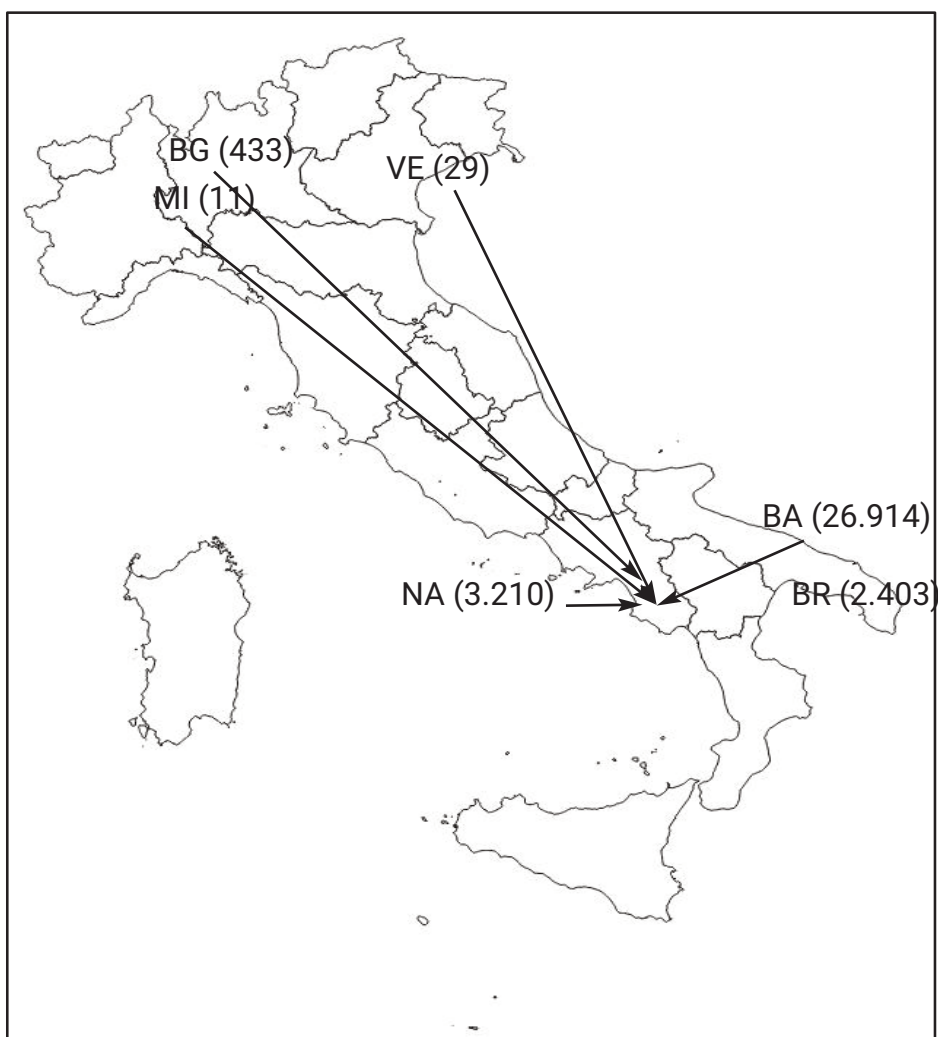 BG (433)
VE (29)
MI (11)
BA (26.914)
NA (3.210)
BR (2.403)